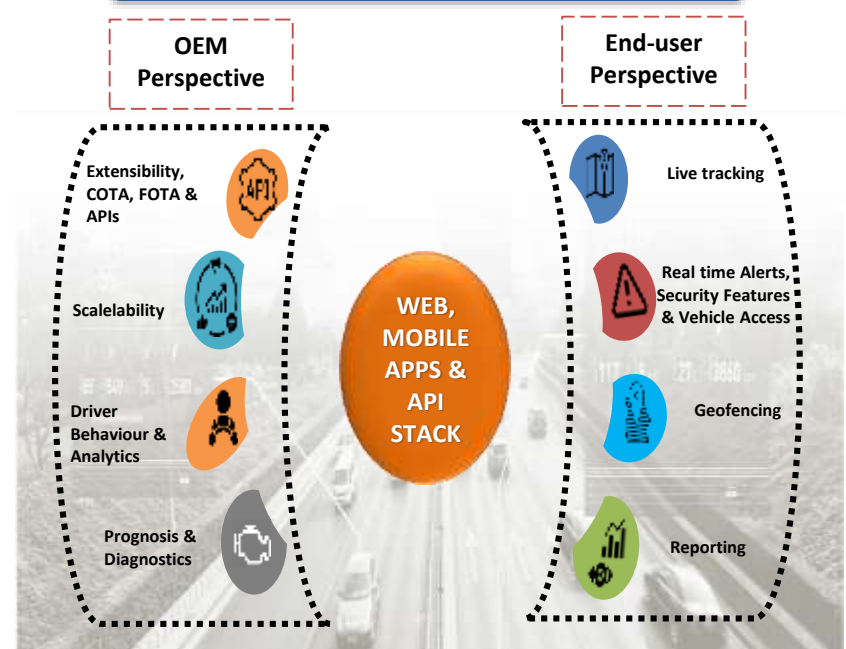 OEM
Perspective
End-user
Perspective
Extensibility,
COTA, FOTA &
APIs
API
Scalelability
Driver
Behaviour &
Analytics
Prognosis &
Diagnostics
WEB,
MOBILE
APPS &
API
STACK
Live tracking
Real time Alerts,
Security Features
& Vehicle Access
Geofencing
Reporting